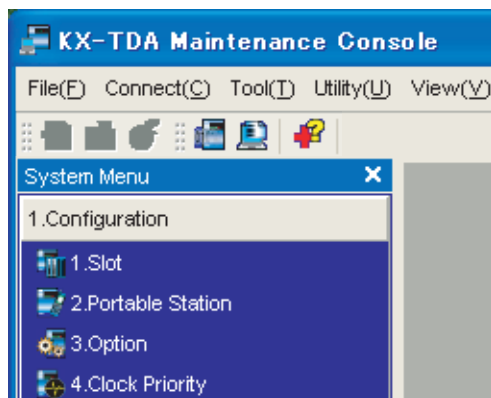 KX-TDA Maintenance Cons
File(F) Connect(C) Tool(T) Utility(U) View(V)
System Menu
1.Configuration
1.Slot
2.Portable Station
3.Option
4.Clock Priority